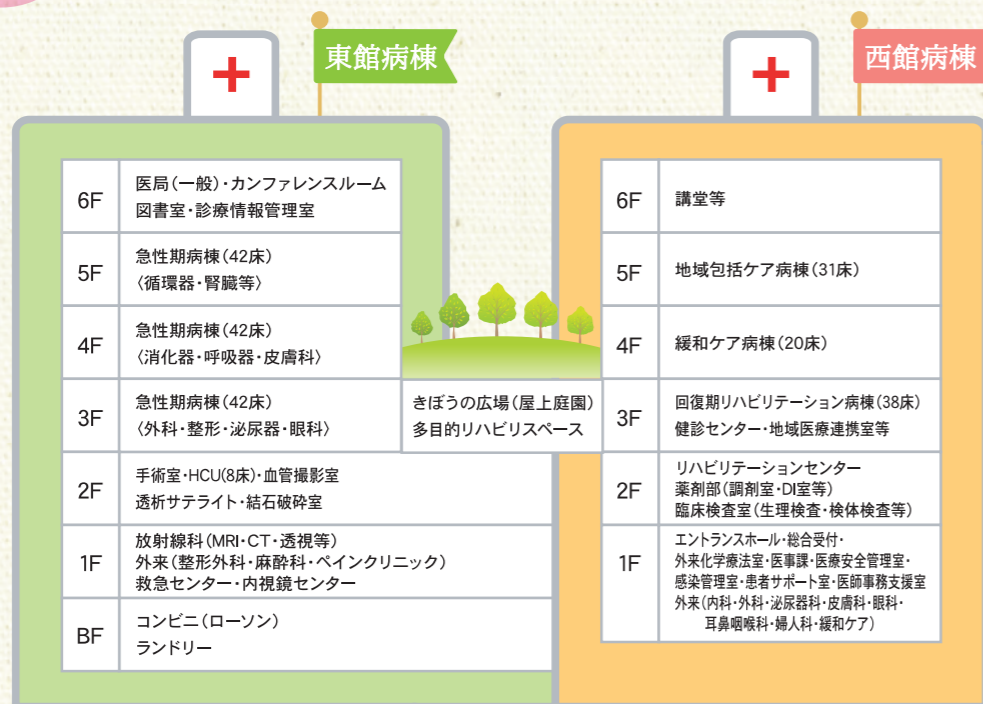 東館病棟
6F
医局(一般)・カンファレンスルーム
図書室・診療情報管理室
5F
急性期病棟(42床)
〈循環器・腎臓等〉
4F
急性期病棟(42床)
〈消化器・呼吸器・皮膚科〉
3F
急性期病棟(42床)
〈外科・整形・泌尿器・眼科〉
2F
手術室・HCU(8床)・血管撮影室
透析サテライト・結石破砕室
1F
放射線科(MRI・CT・透視等)
外来(整形外科・麻酔科・ペインクリニック)
救急センター・内視鏡センター
BF
コンビニ(ローソン)
ランドリー
きぼうの広場(屋上庭園)
多目的リハビリスペース
西館病棟
6F
講堂等
5F
地域包括ケア病棟(31床)
4F
緩和ケア病棟(20床)
3F
回復期リハビリテーション病棟(38床)
健診センター・地域医療連携室等
2F
リハビリテーションセンター
薬剤部(調剤室・DI室等)
臨床検査室(生理検査・検体検査等)
1F
エントランスホール・総合受付・
外来化学療法室・医事課・医療安全管理室・
感染管理室・患者サポート室・医師事務支援室
外来(内科・外科・泌尿器科・皮膚科・眼科・
耳鼻咽喉科・婦人科・緩和ケア)